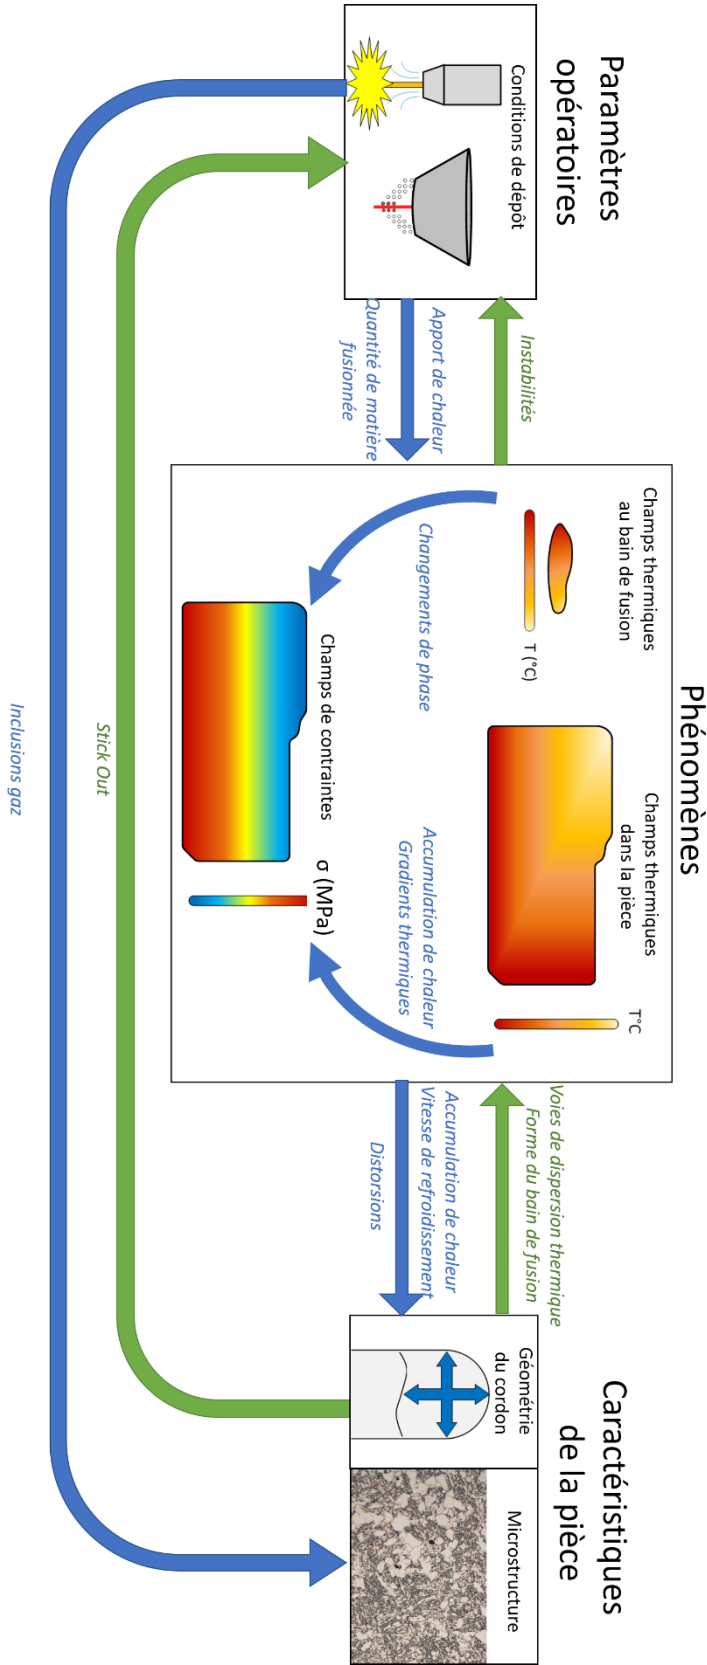 Paramètres
opératoires
Conditions de dépôt
Apport de chaleur
Quantité de matière
fusionnée
Instabilités
Phénomènes
Champs thermiques
au bain de fusion
T (°C)
Champs thermiques
dans la pièce
T°C
Changements de phase
Accumulation de chaleur
Gradients thermiques
Champs de contraintes
σ (MPa)
Voies de dispersion thermique
Forme du bain de fusion
Accumulation de chaleur
Vitesse de refroidissement
Distorsions
Caractéristiques
de la pièce
Géométrie
du cordon
Microstructure
Stick Out
Inclusions gaz